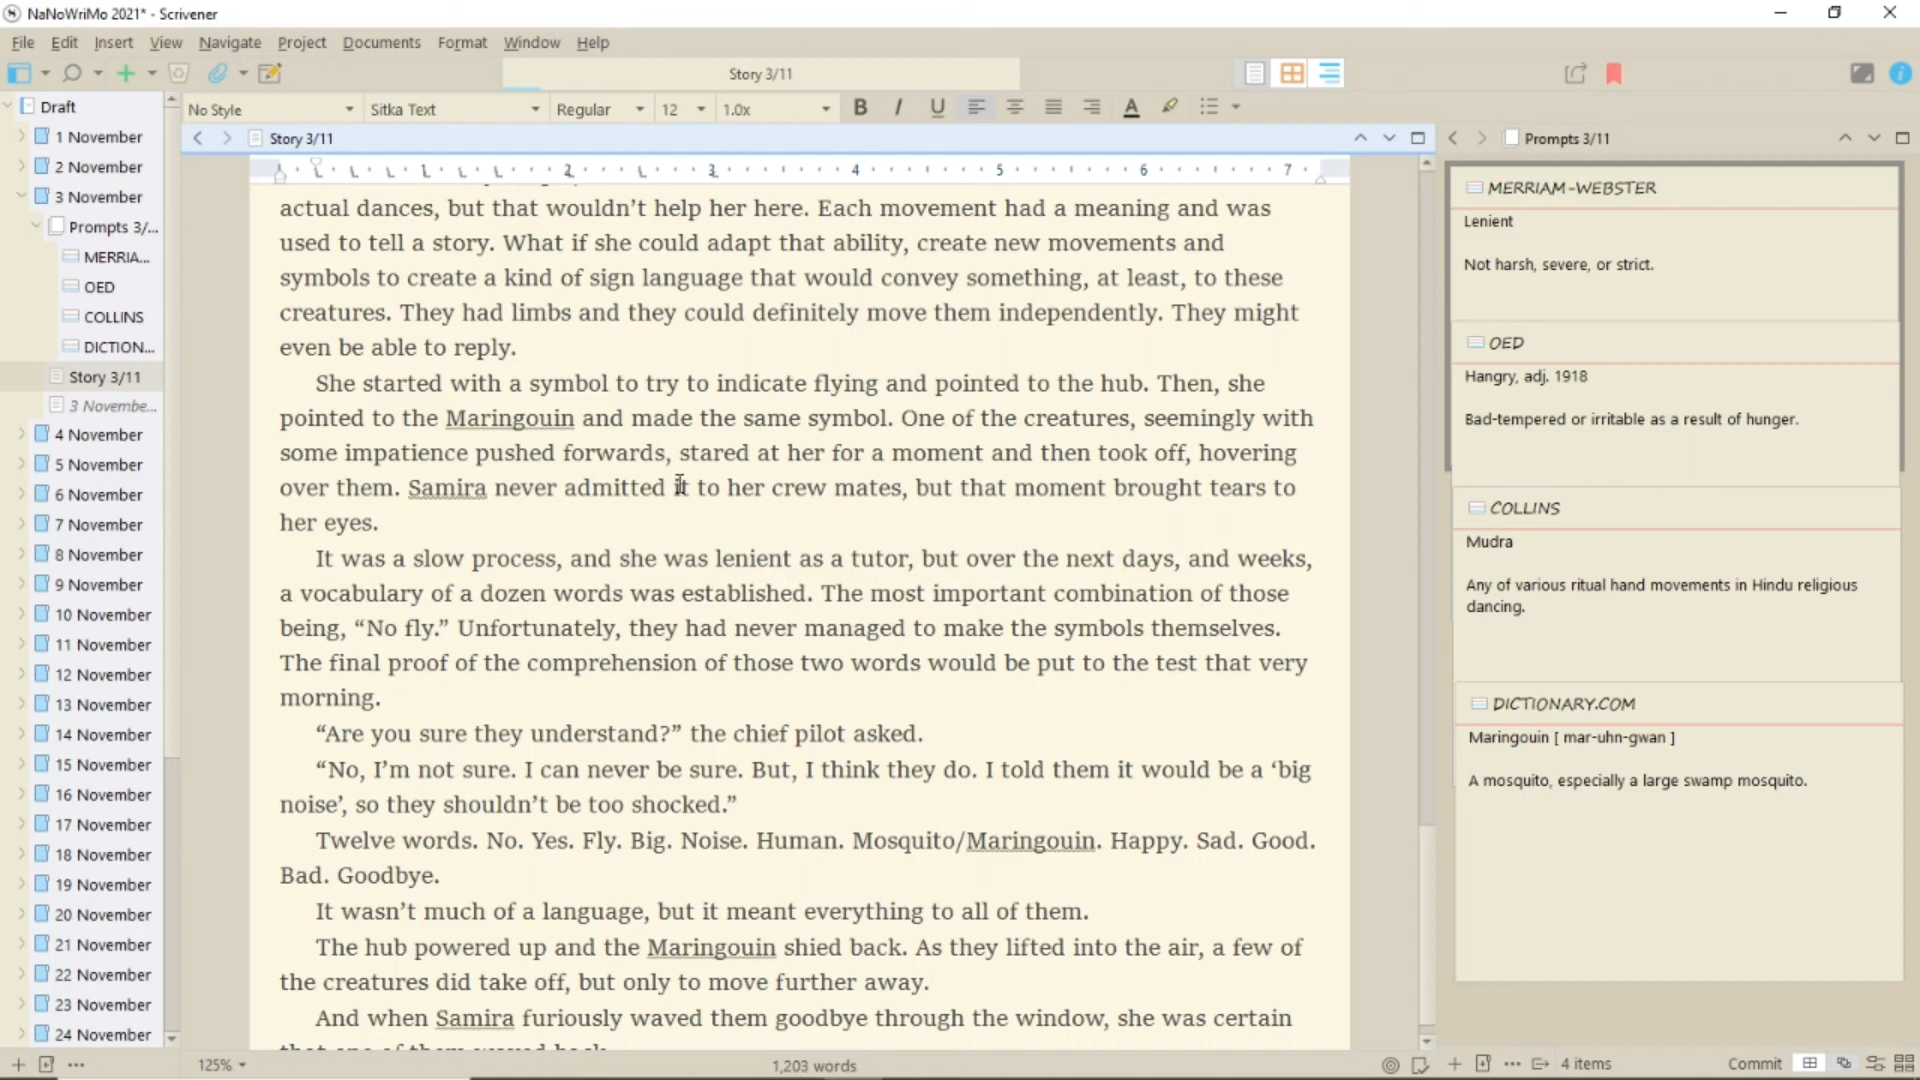 NaNoWriMo 2021* - Scrivener
File Edit Insert View Navigate Project Documents Format Window Help
Story 3/11
No Style Sitka Text Regular 12 1.0x B I U A
Draft
1 November
2 November
3 November
Prompts 3/...
MERRIA...
OED
COLLINS
DICTION...
Story 3/11
3 Novembe...
4 November
5 November
6 November
7 November
8 November
9 November
10 November
11 November
12 November
13 November
14 November
15 November
16 November
17 November
18 November
19 November
20 November
21 November
22 November
23 November
24 November
Story 3/11
1 2 3 4 5 6 7
actual dances, but that wouldn’t help her here. Each movement had a meaning and was
used to tell a story. What if she could adapt that ability, create new movements and
symbols to create a kind of sign language that would convey something, at least, to these
creatures. They had limbs and they could definitely move them independently. They might
even be able to reply.
She started with a symbol to try to indicate flying and pointed to the hub. Then, she
pointed to the Maringouin and made the same symbol. One of the creatures, seemingly with
some impatience pushed forwards, stared at her for a moment and then took off, hovering
over them. Samira never admitted it to her crew mates, but that moment brought tears to
her eyes.
It was a slow process, and she was lenient as a tutor, but over the next days, and weeks,
a vocabulary of a dozen words was established. The most important combination of those
being, “No fly.” Unfortunately, they had never managed to make the symbols themselves.
The final proof of the comprehension of those two words would be put to the test that very
morning.
“Are you sure they understand?” the chief pilot asked.
“No, I’m not sure. I can never be sure. But, I think they do. I told them it would be a ‘big
noise’, so they shouldn’t be too shocked.”
Twelve words. No. Yes. Fly. Big. Noise. Human. Mosquito/Maringouin. Happy. Sad. Good.
Bad. Goodbye.
It wasn’t much of a language, but it meant everything to all of them.
The hub powered up and the Maringouin shied back. As they lifted into the air, a few of
the creatures did take off, but only to move further away.
And when Samira furiously waved them goodbye through the window, she was certain
that one of them waved back.
125% 1,203 words
Prompts 3/11
MERRIAM-WEBSTER
Lenient
Not harsh, severe, or strict.
OED
Hangry, adj. 1918
Bad-tempered or irritable as a result of hunger.
COLLINS
Mudra
Any of various ritual hand movements in Hindu religious
dancing.
DICTIONARY.COM
Maringouin [ mar-uhn-gwan ]
A mosquito, especially a large swamp mosquito.
4 items Commit